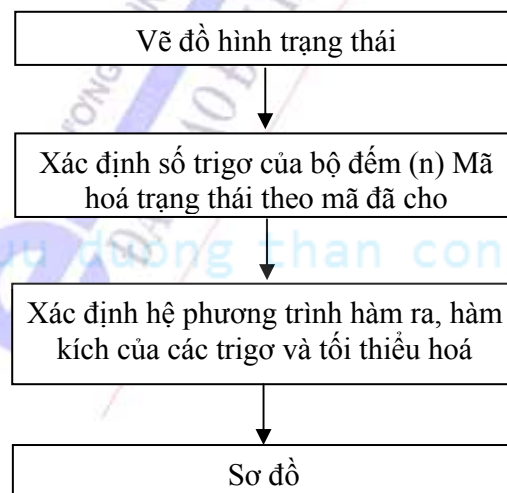 Vẽ đồ hình trạng thái
Xác định số trigơ của bộ đếm (n) Mã
hoá trạng thái theo mã đã cho
Xác định hệ phương trình hàm ra, hàm
kích của các trigơ và tối thiểu hoá
Sơ đồ